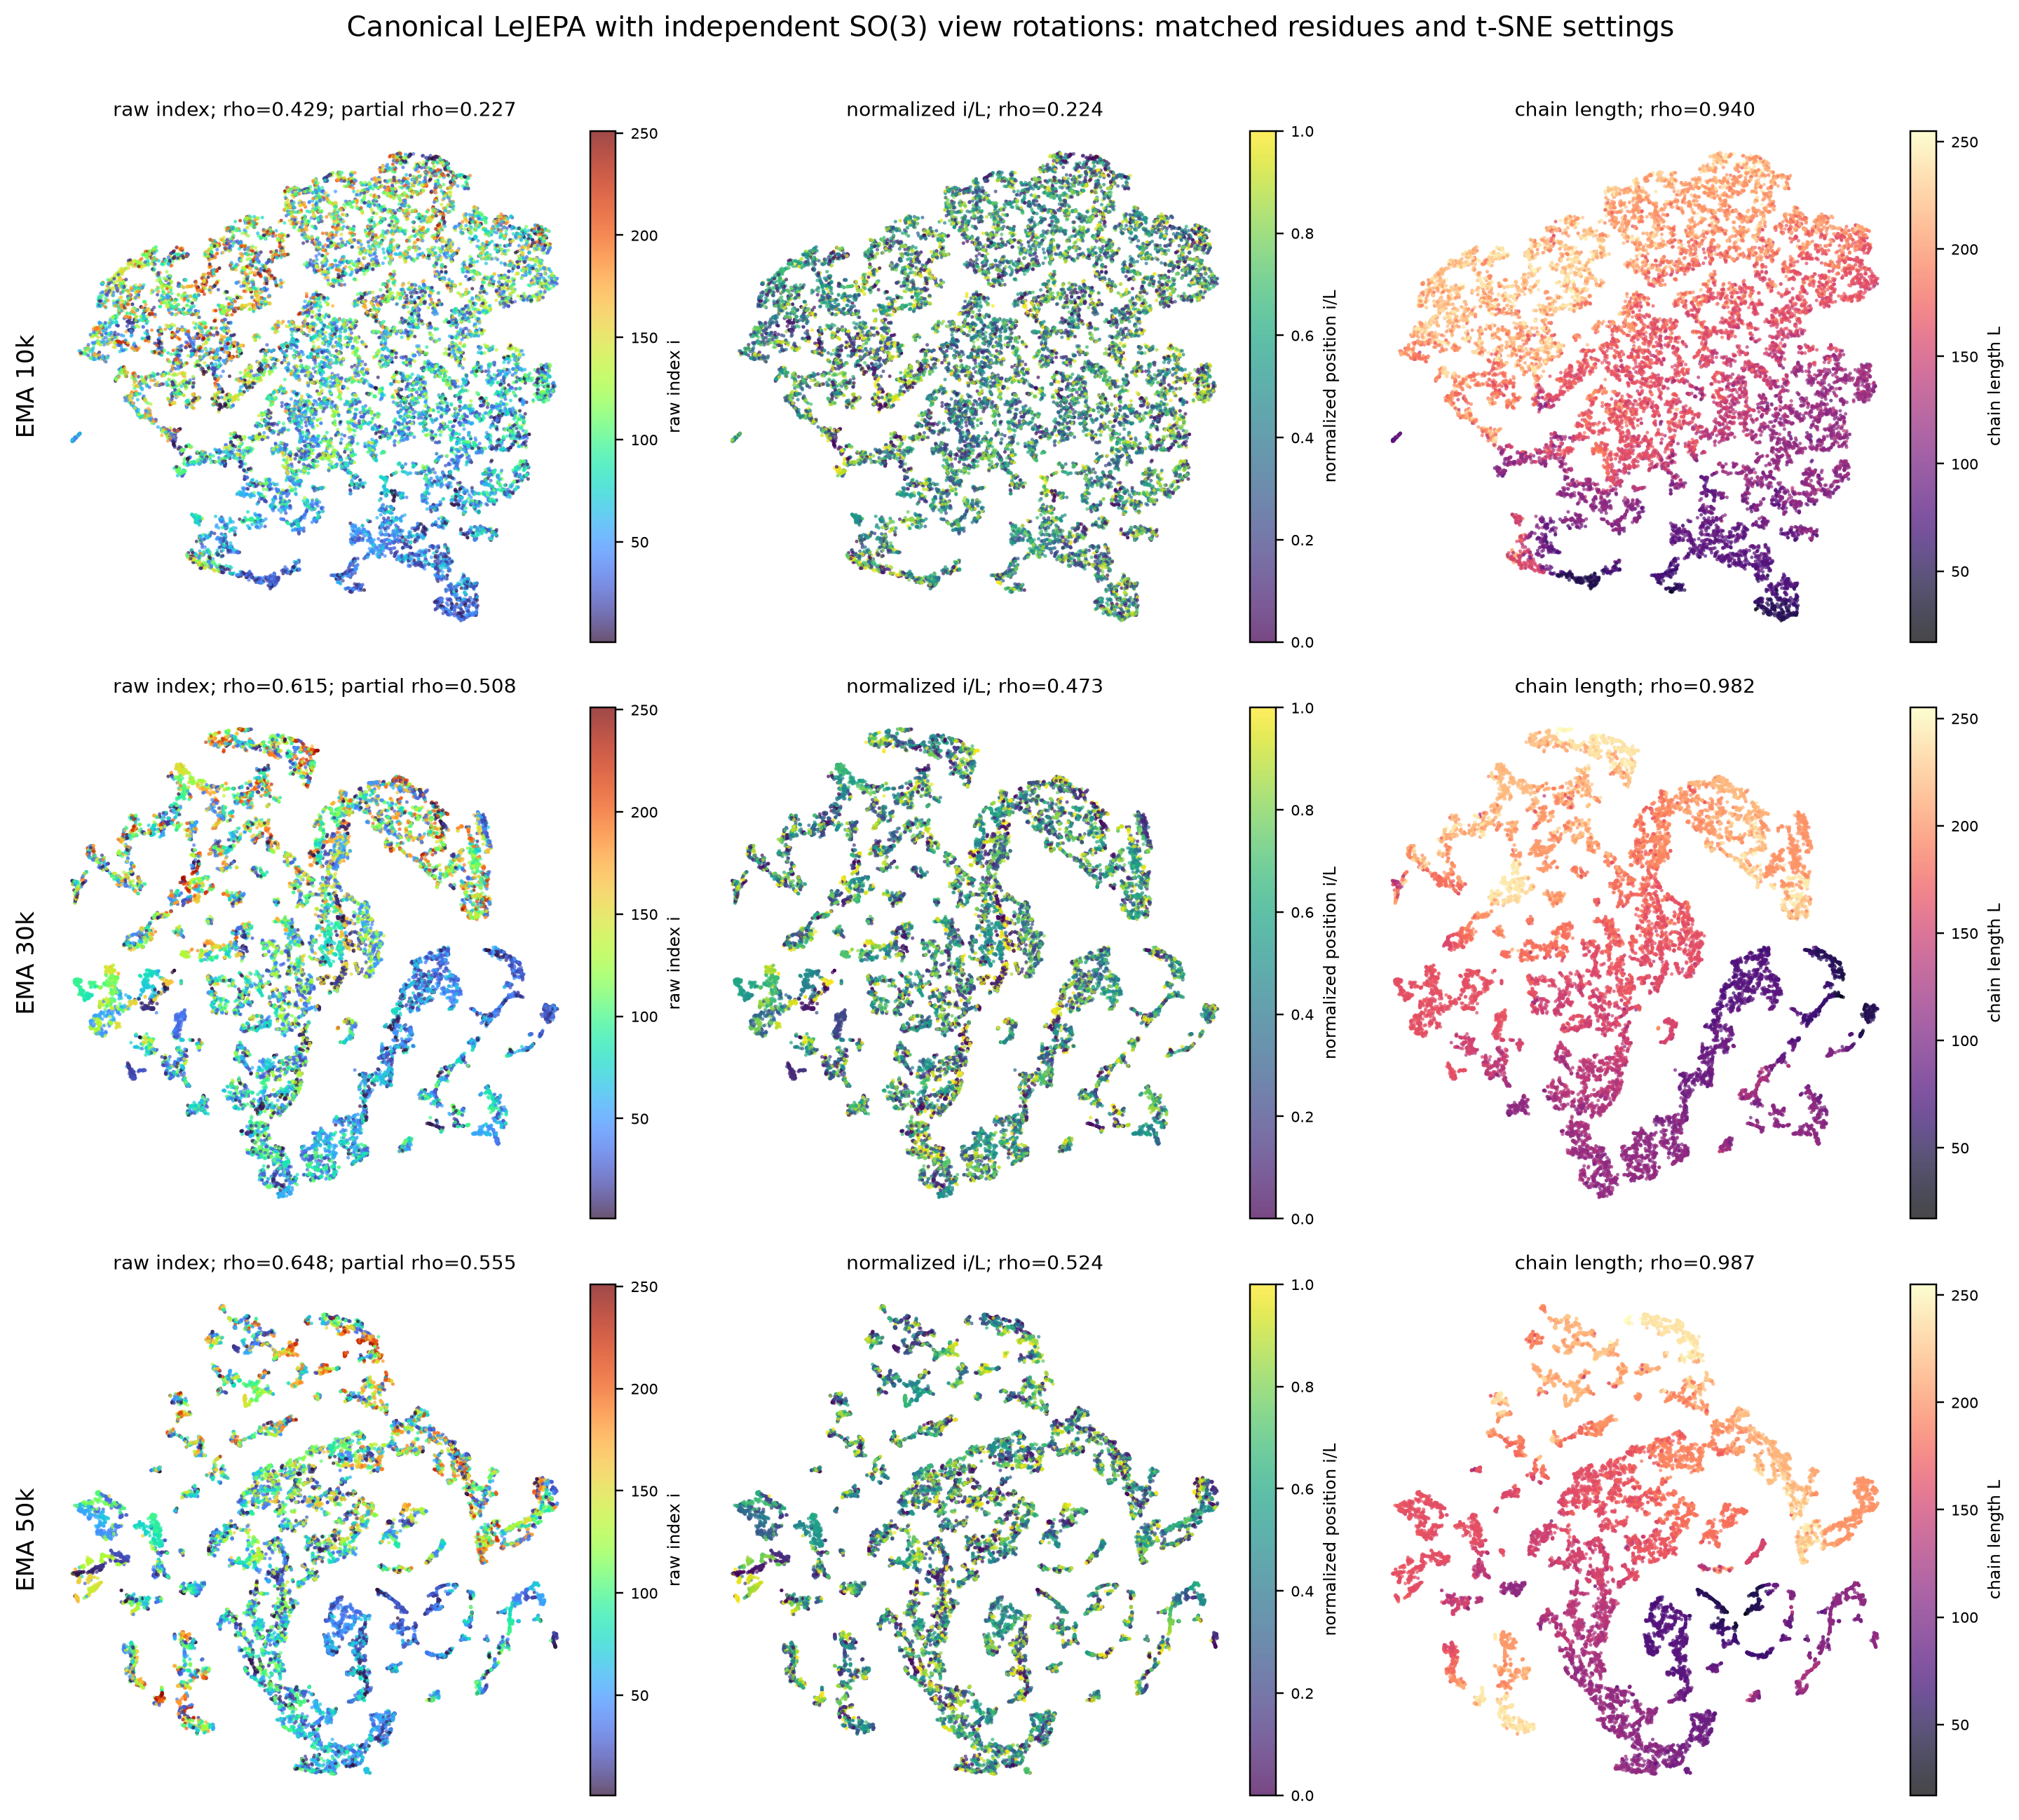 Canonical LeJEPA with independent SO(3) view rotations: matched residues and t-SNE settings
raw index; rho=0.429; partial rho=0.227
normalized i/L; rho=0.224
chain length; rho=0.940
EMA 10k
250
200
150
100
50
raw index i
1.0
0.8
0.6
0.4
0.2
0.0
normalized position i/L
250
200
150
100
50
chain length L
raw index; rho=0.615; partial rho=0.508
normalized i/L; rho=0.473
chain length; rho=0.982
EMA 30k
250
200
150
100
50
raw index i
1.0
0.8
0.6
0.4
0.2
0.0
normalized position i/L
250
200
150
100
50
chain length L
raw index; rho=0.648; partial rho=0.555
normalized i/L; rho=0.524
chain length; rho=0.987
EMA 50k
250
200
150
100
50
raw index i
1.0
0.8
0.6
0.4
0.2
0.0
normalized position i/L
250
200
150
100
50
chain length L